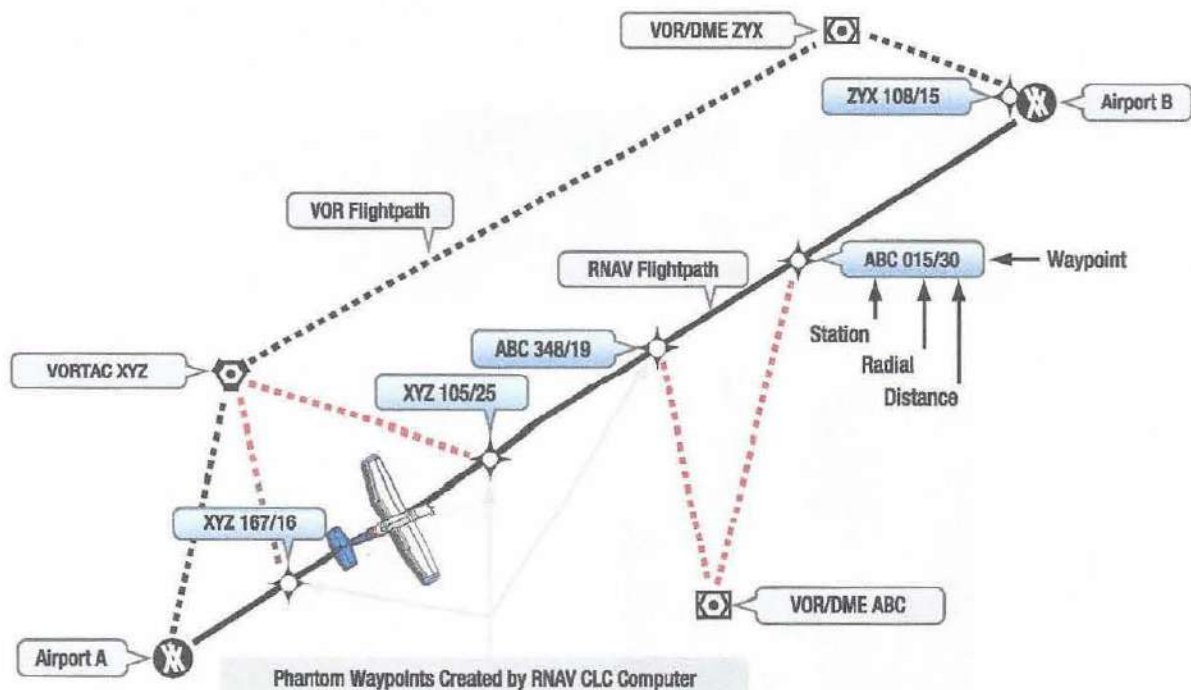 VOR/DME ZYX
ZYX 108/15
Airport B
VOR Flightpath
RNAV Flightpath
ABC 015/30
Waypoint
Station
Radial
Distance
ABC 348/19
VORTAC XYZ
XYZ 105/25
XYZ 167/16
VOR/DME ABC
Airport A
Phantom Waypoints Created by RNAV CLC Computer